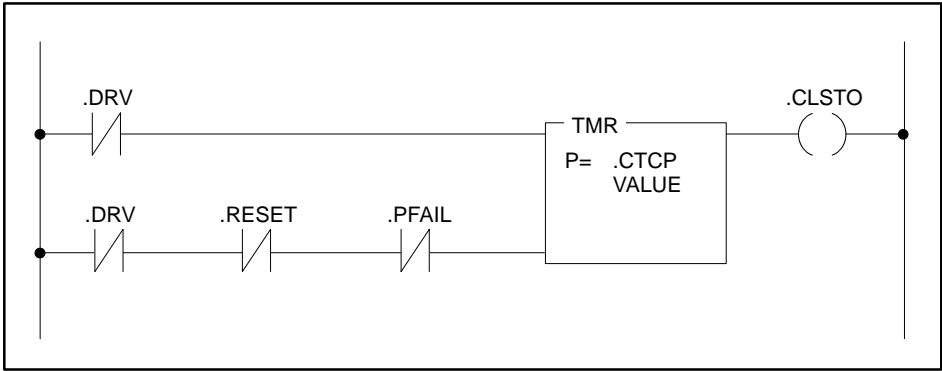 .DRV
.CLSTO
TMR
P= .CTCP
VALUE
.DRV .RESET .PFAIL